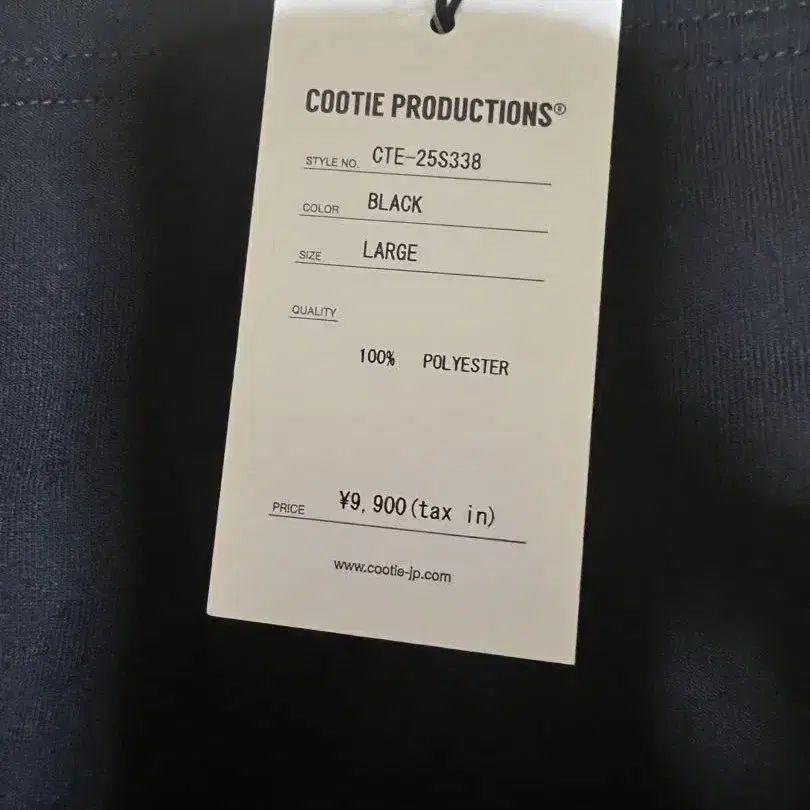 COOTIE PRODUCTIONS®
STYLE NO. CTE-25S338
COLOR BLACK
SIZE LARGE
QUALITY
100% POLYESTER
PRICE ¥9,900(tax in)
www.cootie-jp.com